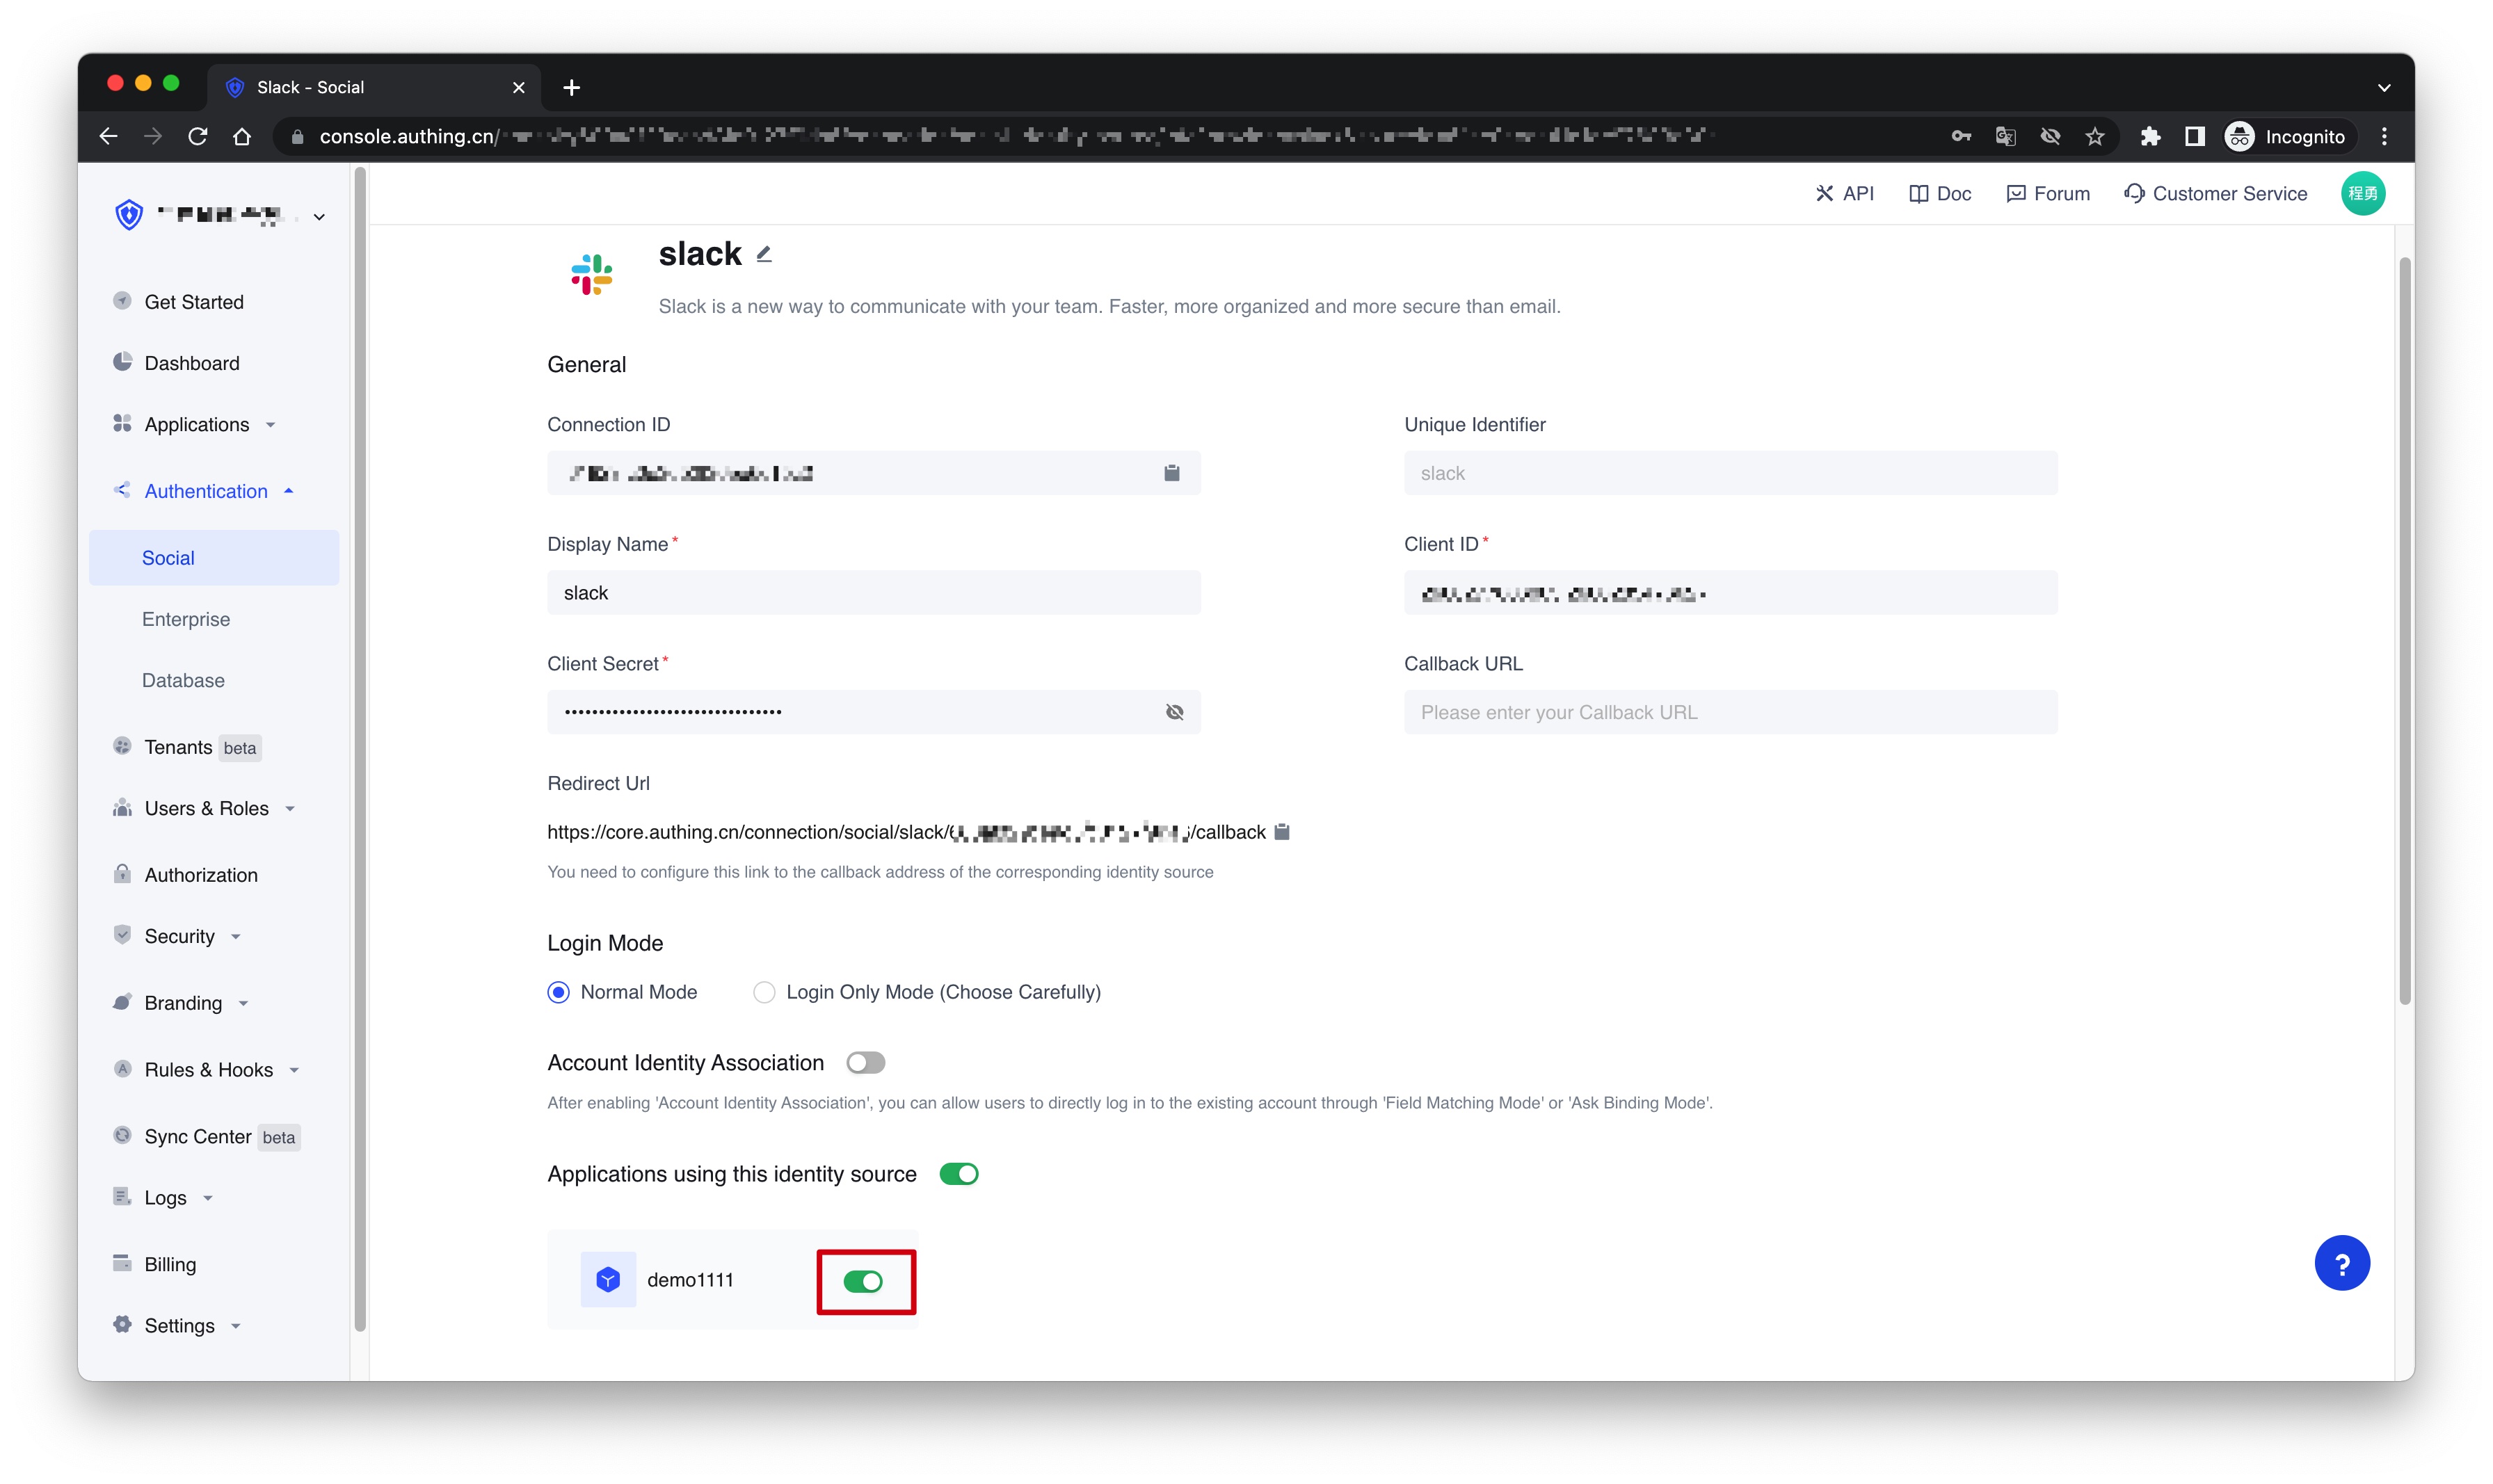 Slack - Social
console.authing.cn/
Incognito
API
Doc
Forum
Customer Service
程勇
Get Started
Dashboard
Applications
Authentication
Social
Enterprise
Database
Tenants beta
Users & Roles
Authorization
Security
Branding
Rules & Hooks
Sync Center beta
Logs
Billing
Settings
slack
Slack is a new way to communicate with your team. Faster, more organized and more secure than email.
General
Connection ID
Unique Identifier
slack
Display Name*
Client ID*
slack
Client Secret*
Callback URL
••••••••••••••••••••••••••••••••
Please enter your Callback URL
Redirect Url
https://core.authing.cn/connection/social/slack/ /callback
You need to configure this link to the callback address of the corresponding identity source
Login Mode
Normal Mode
Login Only Mode (Choose Carefully)
Account Identity Association
After enabling 'Account Identity Association', you can allow users to directly log in to the existing account through 'Field Matching Mode' or 'Ask Binding Mode'.
Applications using this identity source
demo1111
?